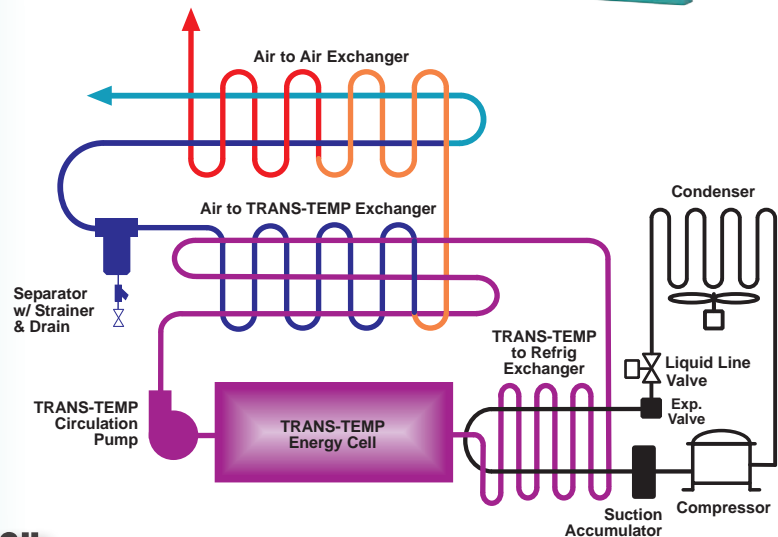 Air to Air Exchanger
Condenser
Air to TRANS-TEMP Exchanger
Separator
w/ Strainer
& Drain
TRANS-TEMP
to Refrig
Exchanger
Liquid Line
Valve
Exp.
Valve
TRANS-TEMP
Circulation
Pump
TRANS-TEMP
Energy Cell
Suction
Accumulator
Compressor